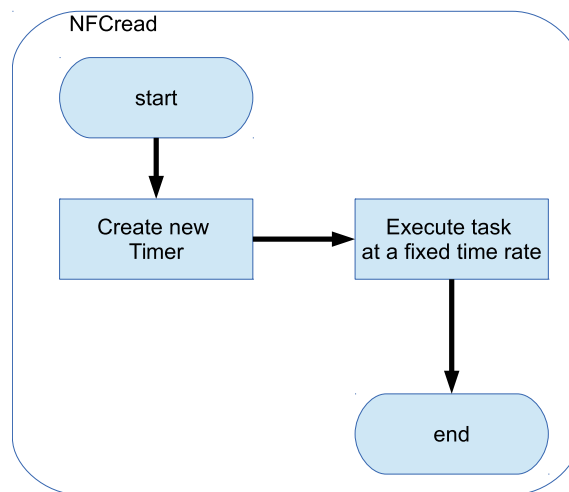 NFCread
start
Create new
Timer
Execute task
at a fixed time rate
end